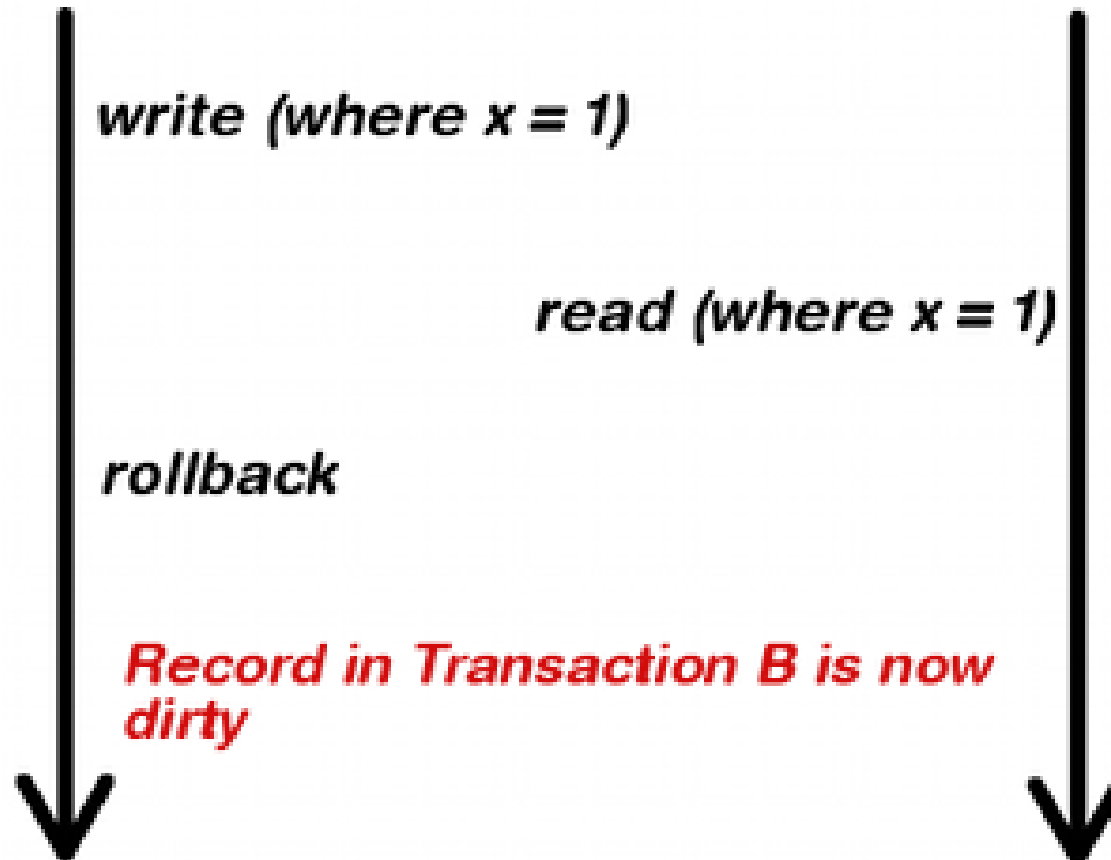 write (where x = 1)
read (where x = 1)
rollback
Record in Transaction B is now
dirty